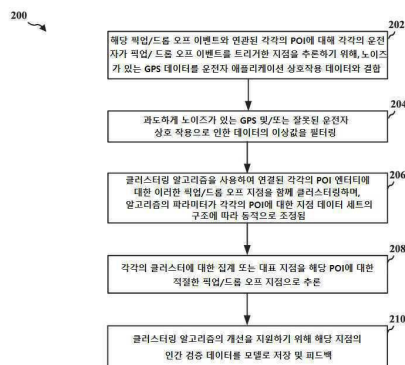 200
202
해당 픽업/드롭 오프 이벤트와 연관된 각각의 POI에 대해 각각의 운전
자가 픽업/ 드롭 오프 이벤트를 트리거한 지점을 추론하기 위해, 노이즈
가 있는 GPS 데이터를 운전자 애플리케이션 상호작용 데이터와 결합
204
과도하게 노이즈가 있는 GPS 및/또는 잘못된 운전자
상호 작용으로 인한 데이터의 이상값을 필터링
206
클러스터링 알고리즘을 사용하여 연결된 각각의 POI 엔터티에
대한 이러한 픽업/드롭 오프 지점을 함께 클러스터링하며,
알고리즘의 파라미터가 각각의 POI에 대한 지점 데이터 세트의
구조에 따라 동적으로 조정됨
208
각각의 클러스터에 대한 집계 또는 대표 지점을 해당 POI에 대한
적절한 픽업/드롭 오프 지점으로 추론
210
클러스터링 알고리즘의 개선을 지원하기 위해 해당 지점의
인간 검증 데이터를 모델로 저장 및 피드백